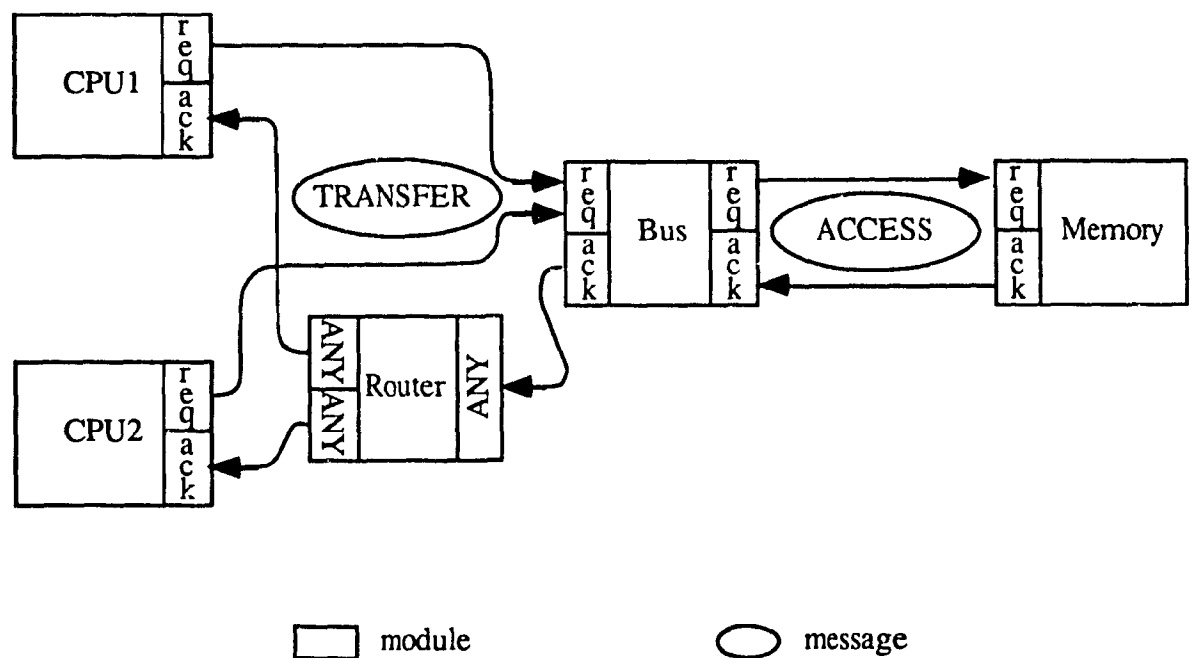 CPU1
req
ack
TRANSFER
req
ack
Bus
req
ack
ACCESS
req
ack
Memory
CPU2
req
ack
ANY
ANY
Router
ANY
module
message